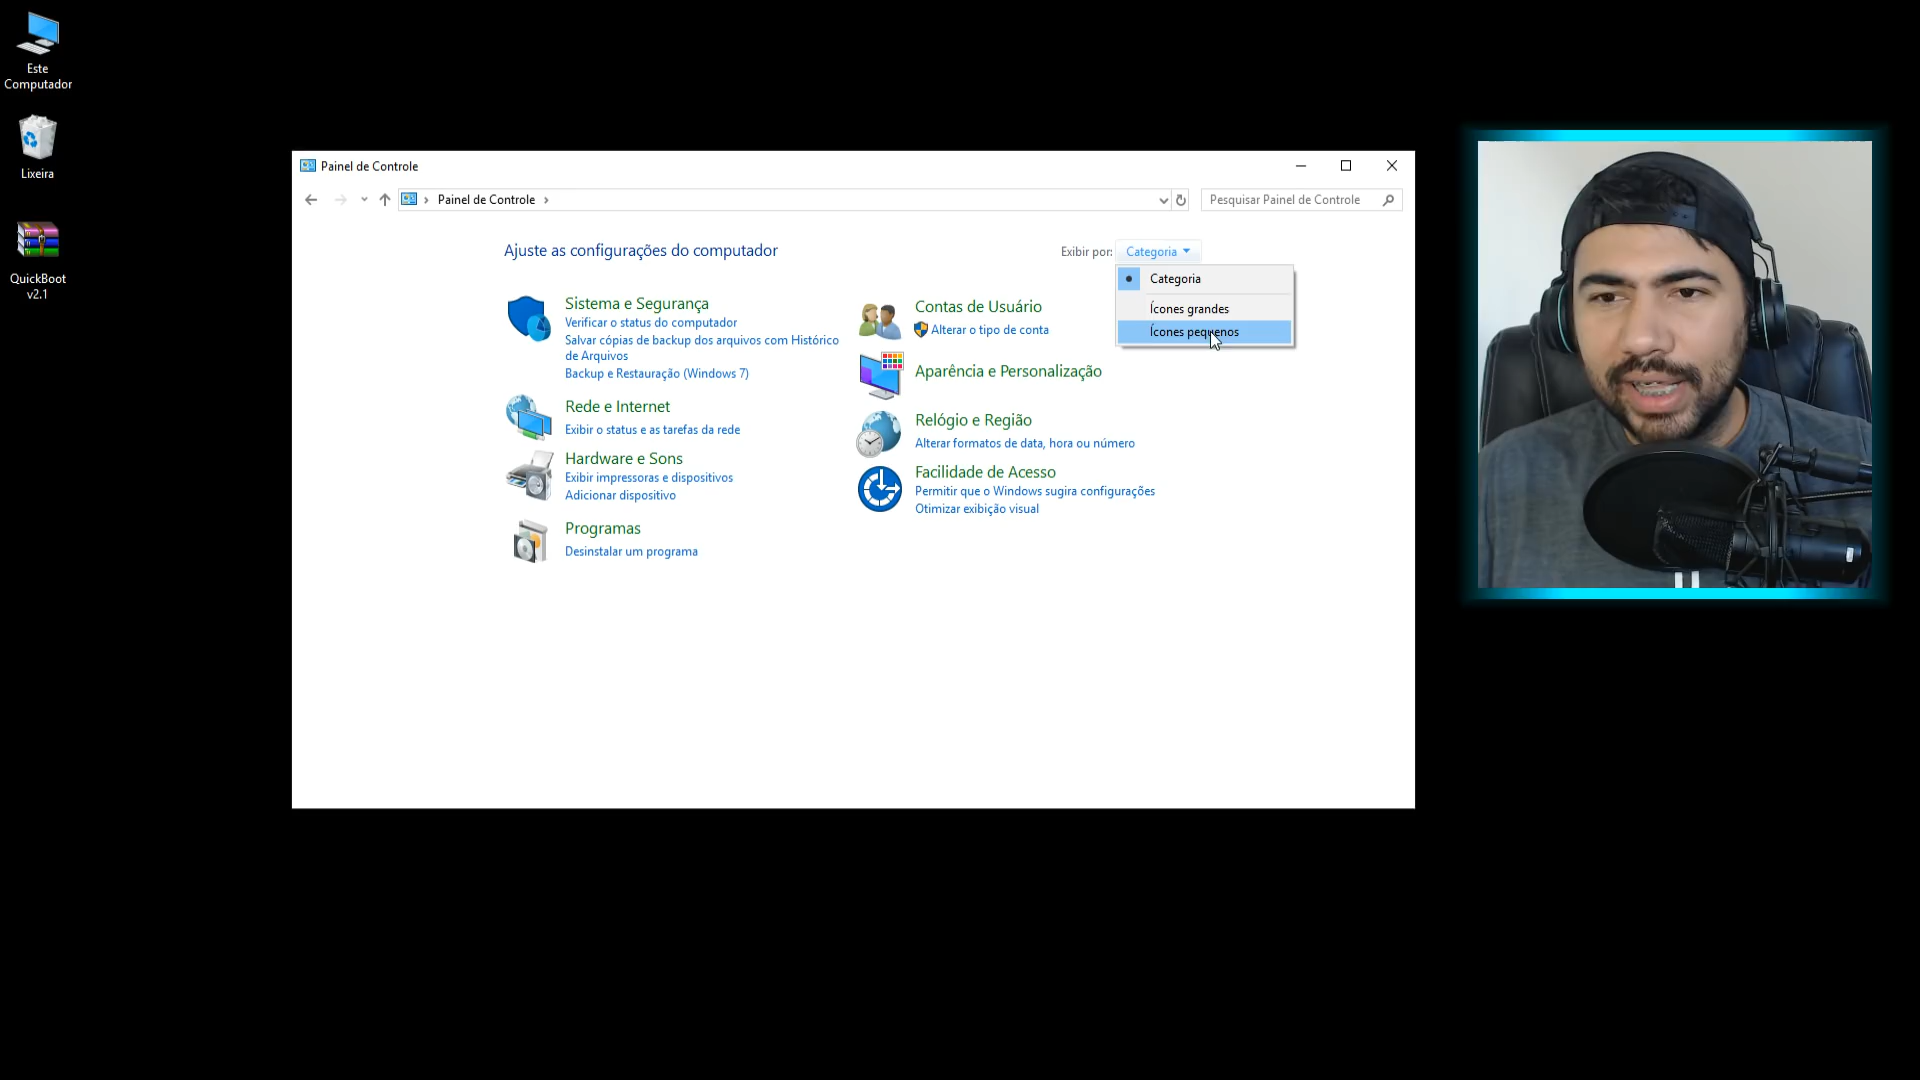 Este
Computador
Lixeira
QuickBoot
v2.1
Painel de Controle
Painel de Controle
Pesquisar Painel de Controle
Ajuste as configurações do computador
Exibir por:
Categoria
Categoria
Ícones grandes
Ícones pequenos
Sistema e Segurança
Verificar o status do computador
Salvar cópias de backup dos arquivos com Histórico
de Arquivos
Backup e Restauração (Windows 7)
Rede e Internet
Exibir o status e as tarefas da rede
Hardware e Sons
Exibir impressoras e dispositivos
Adicionar dispositivo
Programas
Desinstalar um programa
Contas de Usuário
Alterar o tipo de conta
Aparência e Personalização
Relógio e Região
Alterar formatos de data, hora ou número
Facilidade de Acesso
Permitir que o Windows sugira configurações
Otimizar exibição visual